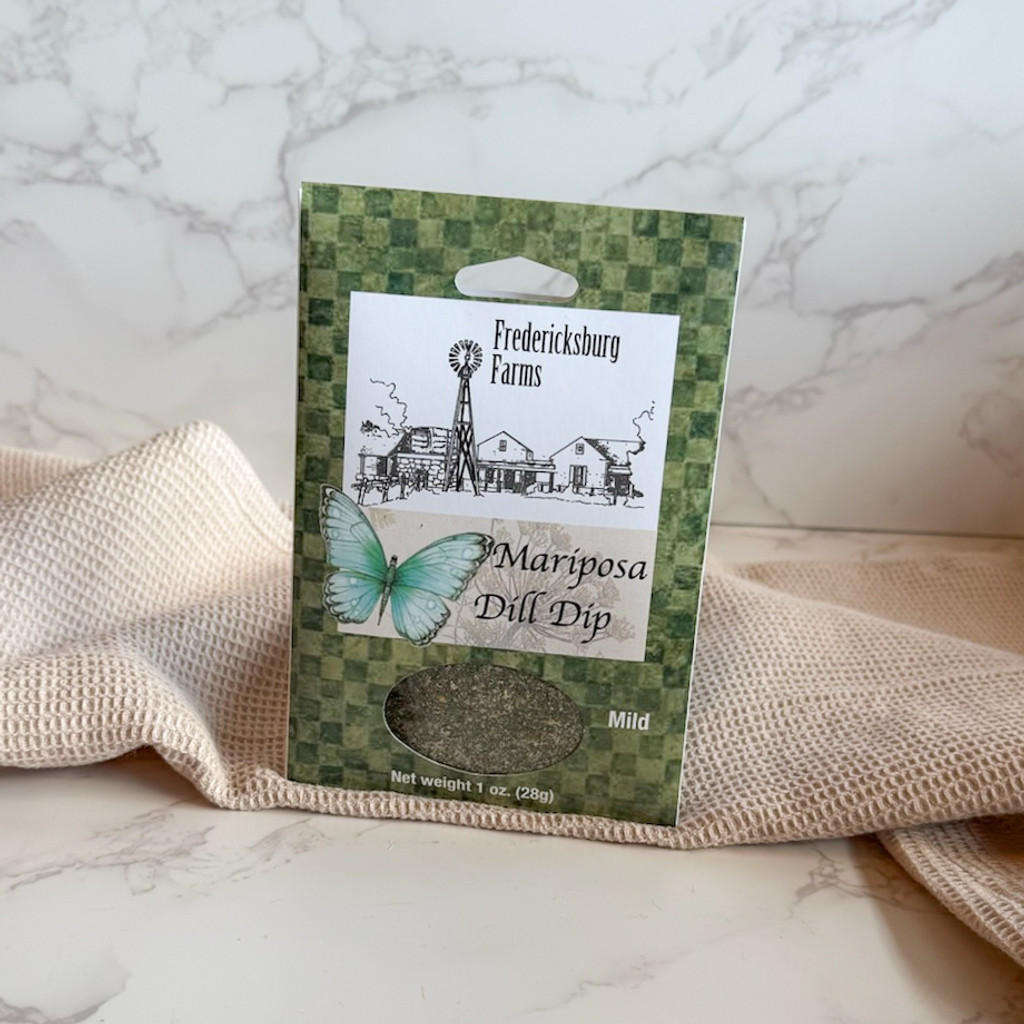 Fredericksburg
Farms
Mariposa
Dill Dip
Mild
Net weight 1 oz. (28g)